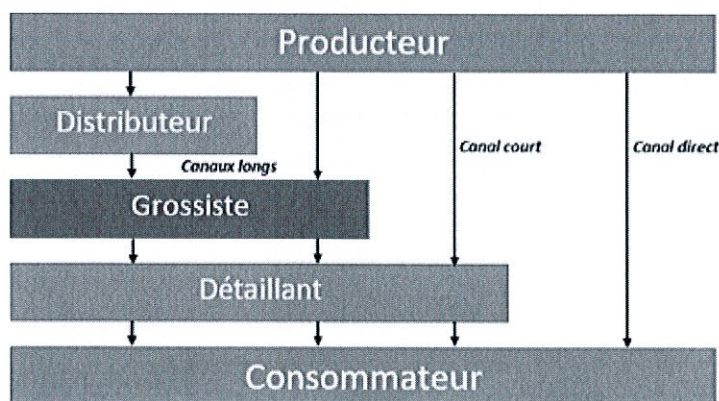 Producteur
Distributeur
Canal court
Canal direct
Canaux longs
Grossiste
Détaillant
Consommateur